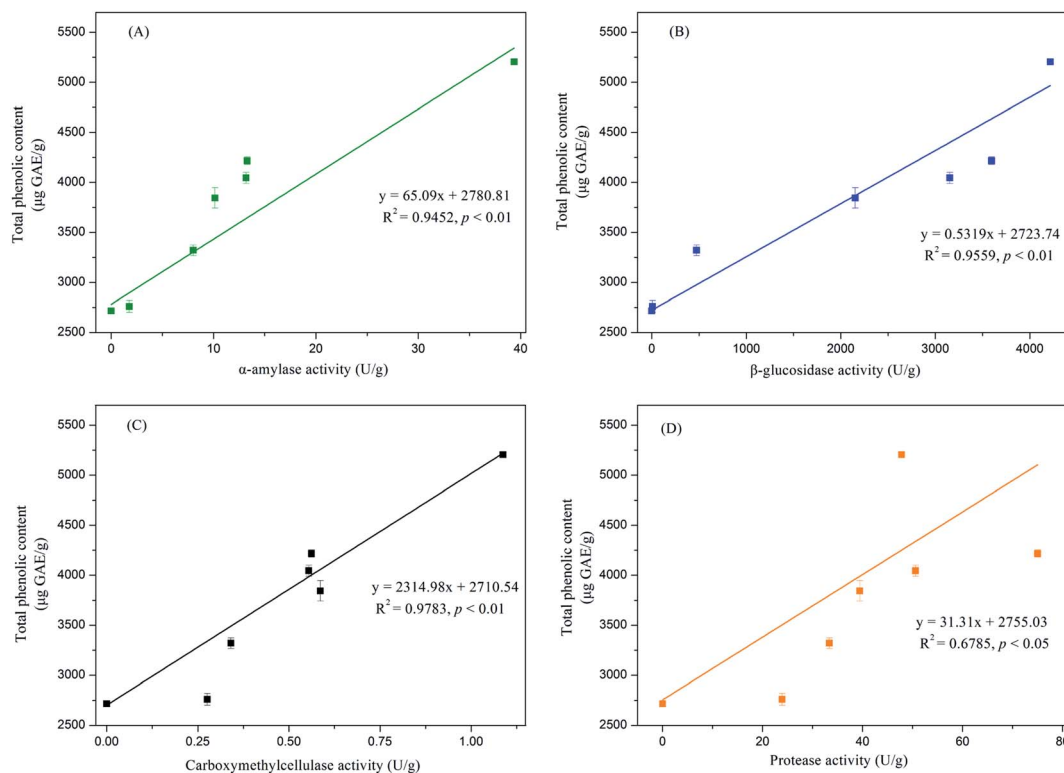 (A)
Total phenolic content
(μg GAE/g)
5500
5000
4500
4000
3500
3000
2500
y = 65.09x + 2780.81
R² = 0.9452, p < 0.01
0 10 20 30 40
α-amylase activity (U/g)
(B)
Total phenolic content
(μg GAE/g)
5500
5000
4500
4000
3500
3000
2500
y = 0.5319x + 2723.74
R² = 0.9559, p < 0.01
0 1000 2000 3000 4000
β-glucosidase activity (U/g)
(C)
Total phenolic content
(μg GAE/g)
5500
5000
4500
4000
3500
3000
2500
y = 2314.98x + 2710.54
R² = 0.9783, p < 0.01
0.00 0.25 0.50 0.75 1.00
Carboxymethylcellulase activity (U/g)
(D)
Total phenolic content
(μg GAE/g)
5500
5000
4500
4000
3500
3000
2500
y = 31.31x + 2755.03
R² = 0.6785, p < 0.05
0 20 40 60 80
Protease activity (U/g)